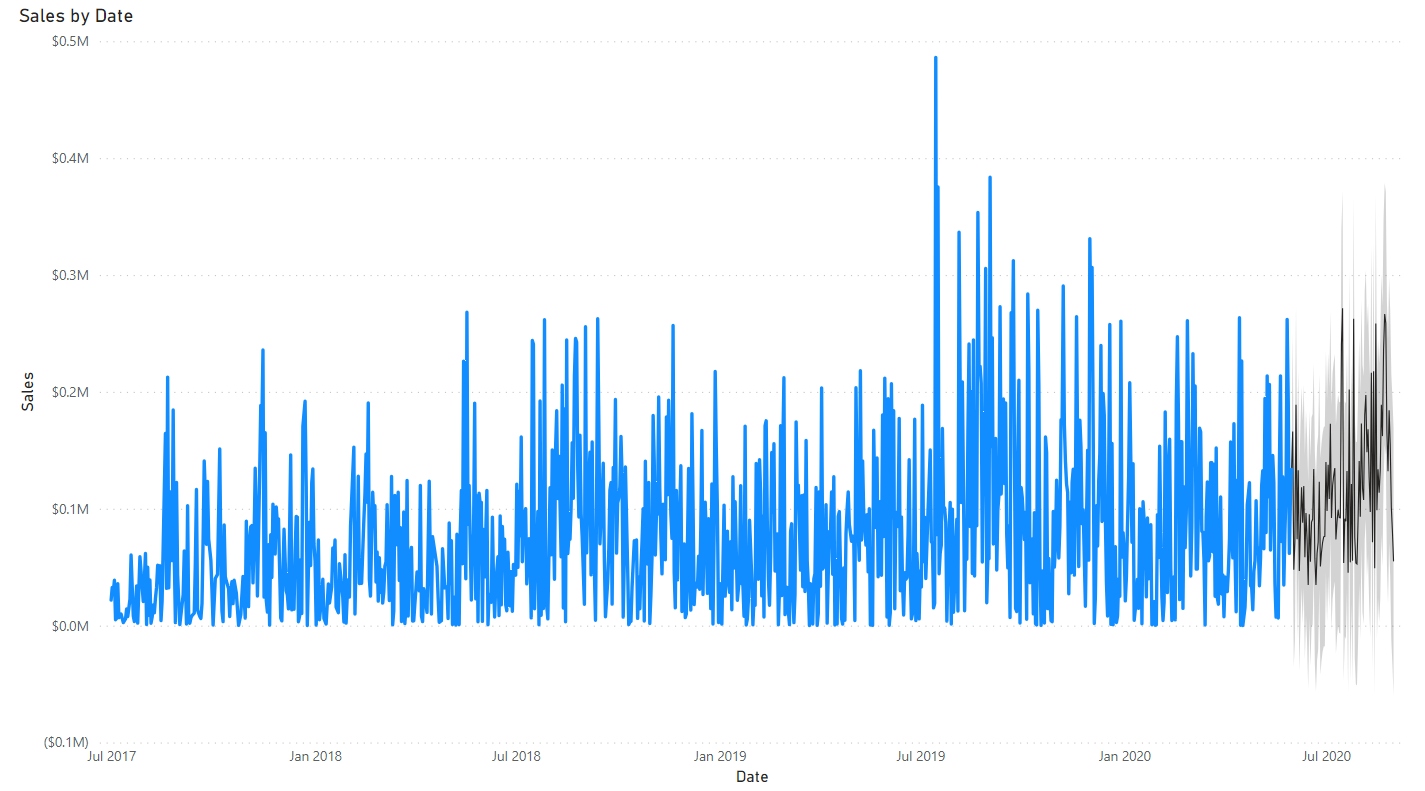 Sales by Date
$0.5M
$0.4M
$0.3M
$0.2M
$0.1M
$0.0M
($0.1M)
Sales
Jul 2017 Jan 2018 Jul 2018 Jan 2019 Jul 2019 Jan 2020 Jul 2020
Date